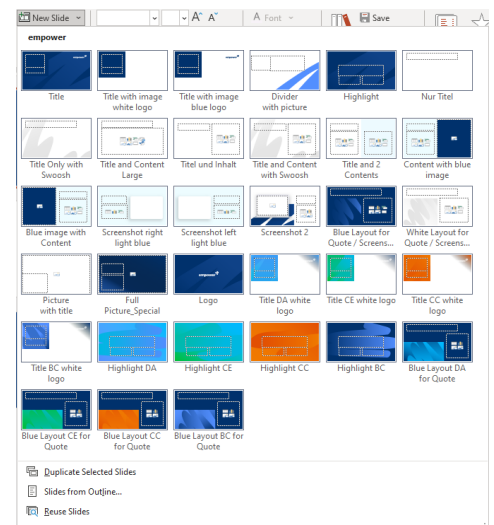 New Slide
A Font
Save
empower
Title
Title with image
white logo
Title with image
blue logo
Divider
with picture
Highlight
Nur Titel
Title Only with
Swoosh
Title and Content
Large
Titel und Inhalt
Title and Content
with Swoosh
Title and 2
Contents
Content with blue
image
Blue image with
Content
Screenshot right
light blue
Screenshot left
light blue
Screenshot 2
Blue Layout for
Quote / Screens...
White Layout for
Quote / Screens...
Picture
with title
Full
Picture_Special
empower
Logo
Title DA white
logo
Title CE white logo
Title CC white
logo
Title BC white
logo
Highlight DA
Highlight CE
Highlight CC
Highlight BC
Blue Layout DA
for Quote
Blue Layout CE for
Quote
Blue Layout CC
for Quote
Blue Layout BC for
Quote
Duplicate Selected Slides
Slides from Outline...
Reuse Slides